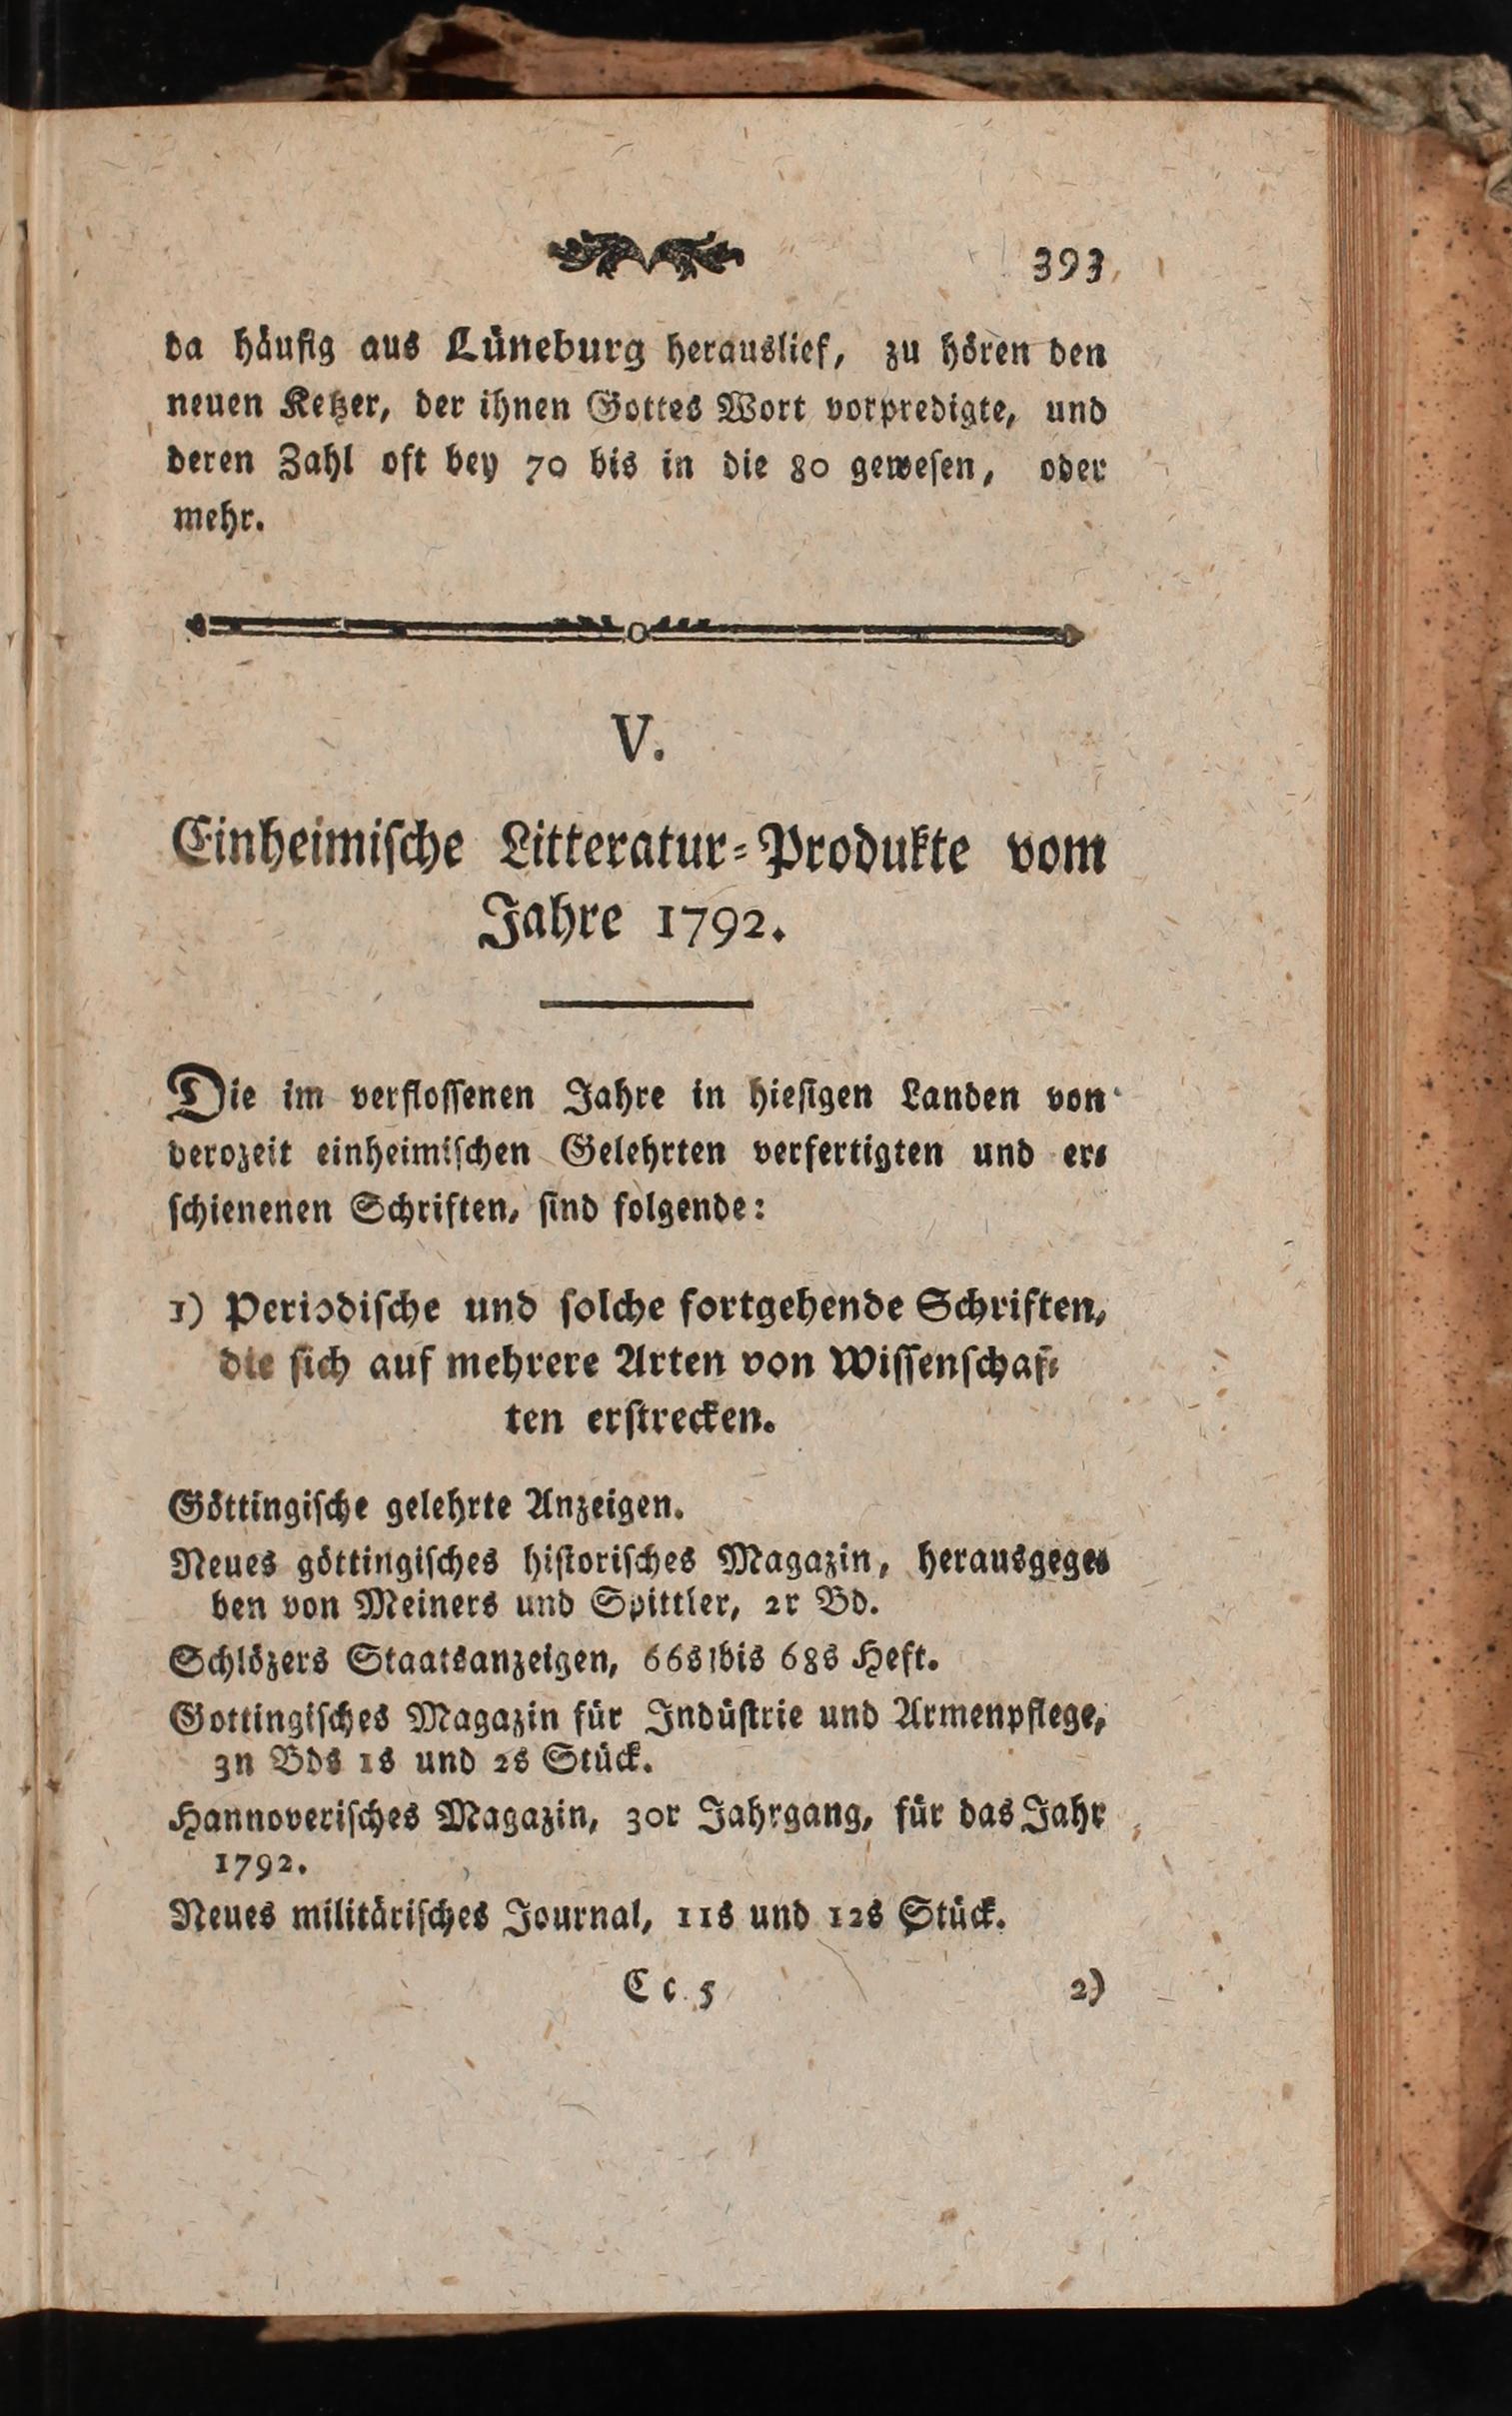 393
da häufig aus Lüneburg herauslief, zu hören den
neuen Ketzer, der ihnen Gottes Wort vorpredigte, und
deren Zahl oft bey 70 bis in die 80 geweſen, oder
mehr.
V.
Einheimiſche Litteratur-Produkte vom
Jahre 1792.
Die im verfloſſenen Jahre in hieſigen Landen von
derozeit einheimiſchen Gelehrten verfertigten und er-
ſchienenen Schriften, ſind folgende:
1) Periodiſche und ſolche fortgehende Schriften,
die ſich auf mehrere Arten von Wiſſenſchaf-
ten erſtrecken.
Göttingiſche gelehrte Anzeigen.
Neues göttingiſches hiſtoriſches Magazin, herausgege-
ben von Meiners und Spittler, 2r Bd.
Schlözers Staatsanzeigen, 66s bis 68s Heft.
Gottingiſches Magazin für Indüſtrie und Armenpflege,
3n Bds 1s und 2s Stück.
Hannoveriſches Magazin, 30r Jahrgang, für das Jahr
1792.
Neues militäriſches Journal, 11s und 12s Stück.
Cc 5 2)